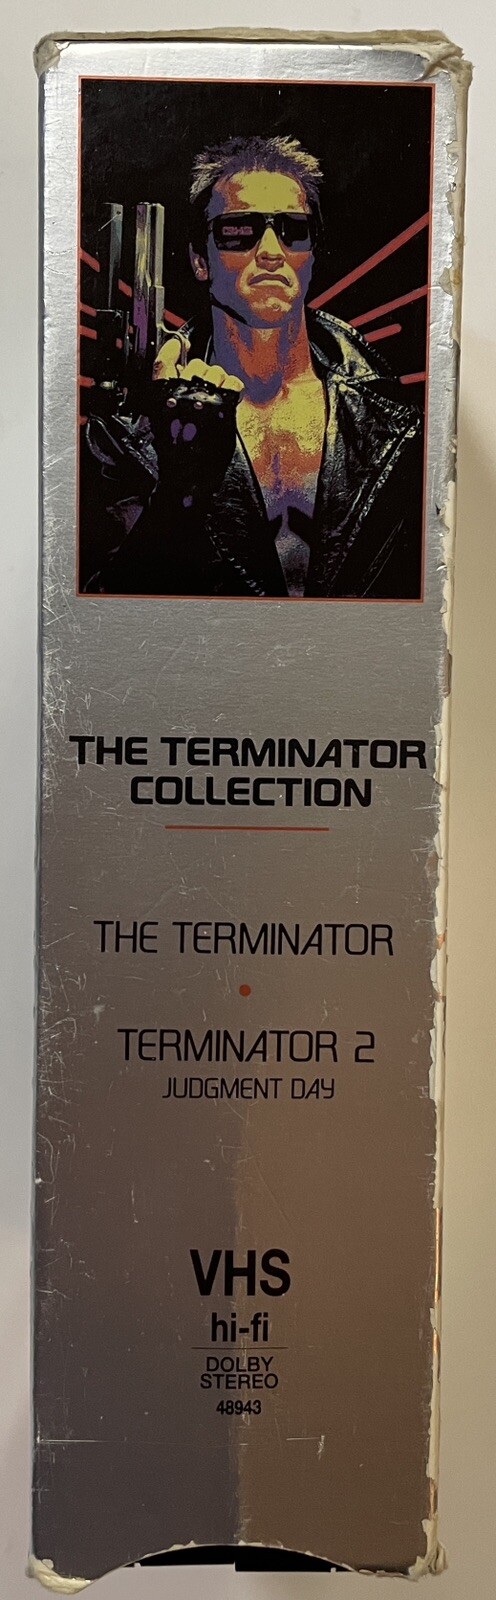 THE TERMINATOR
COLLECTION
THE TERMINATOR
TERMINATOR 2
JUDGMENT DAY
VHS
hi-fi
DOLBY
STEREO
48943